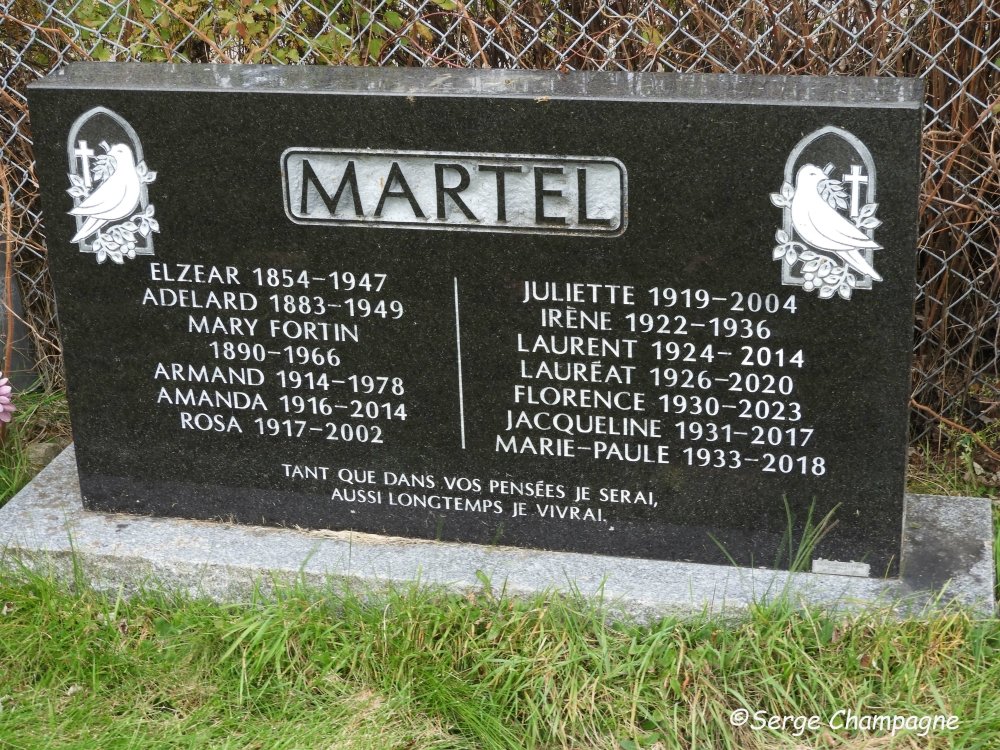 MARTEL
ELZEAR 1854-1947
ADELARD 1883-1949
MARY FORTIN
1890-1966
ARMAND 1914-1978
AMANDA 1916-2014
ROSA 1917-2002
JULIETTE 1919-2004
IRÈNE 1922-1936
LAURENT 1924-2014
LAURÉAT 1926-2020
FLORENCE 1930-2023
JACQUELINE 1931-2017
MARIE-PAULE 1933-2018
TANT QUE DANS VOS PENSÉES JE SERAI,
AUSSI LONGTEMPS JE VIVRAI.
©Serge Champagne